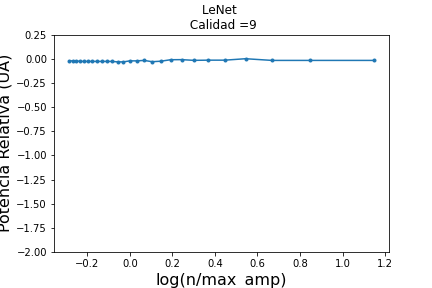 LeNet
Calidad =9
0.25
0.00
−0.25
−0.50
−0.75
−1.00
−1.25
−1.50
−1.75
−2.00
Potencia Relativa (UA)
−0.2 0.0 0.2 0.4 0.6 0.8 1.0 1.2
log(n/max_amp)